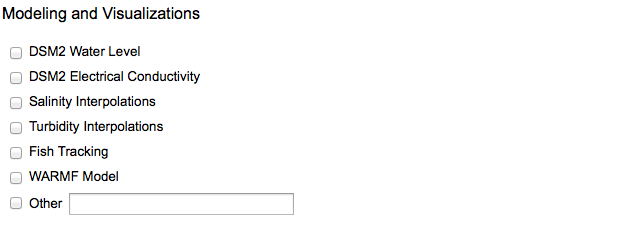 Modeling and Visualizations
DSM2 Water Level
DSM2 Electrical Conductivity
Salinity Interpolations
Turbidity Interpolations
Fish Tracking
WARMF Model
Other